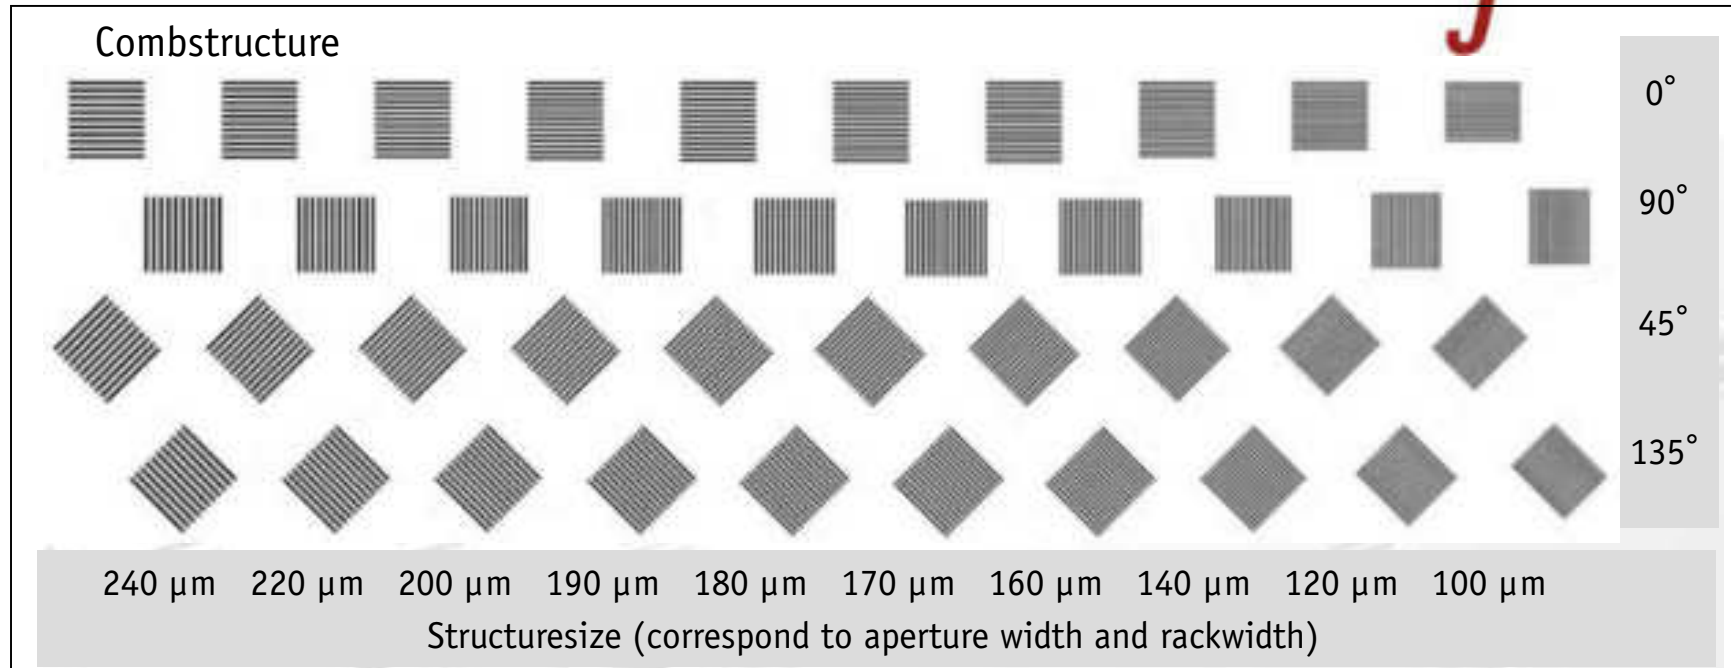 Combstructure
0°
90°
45°
135°
240 µm 220 µm 200 µm 190 µm 180 µm 170 µm 160 µm 140 µm 120 µm 100 µm
Structuresize (correspond to aperture width and rackwidth)